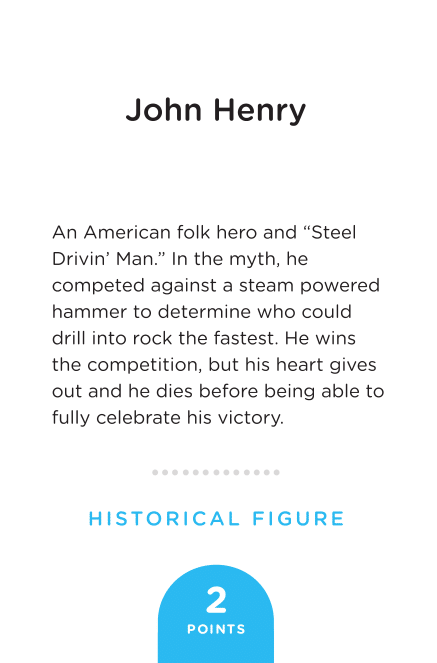 John Henry
An American folk hero and “Steel
Drivin’ Man.” In the myth, he
competed against a steam powered
hammer to determine who could
drill into rock the fastest. He wins
the competition, but his heart gives
out and he dies before being able to
fully celebrate his victory.
HISTORICAL FIGURE
2
POINTS